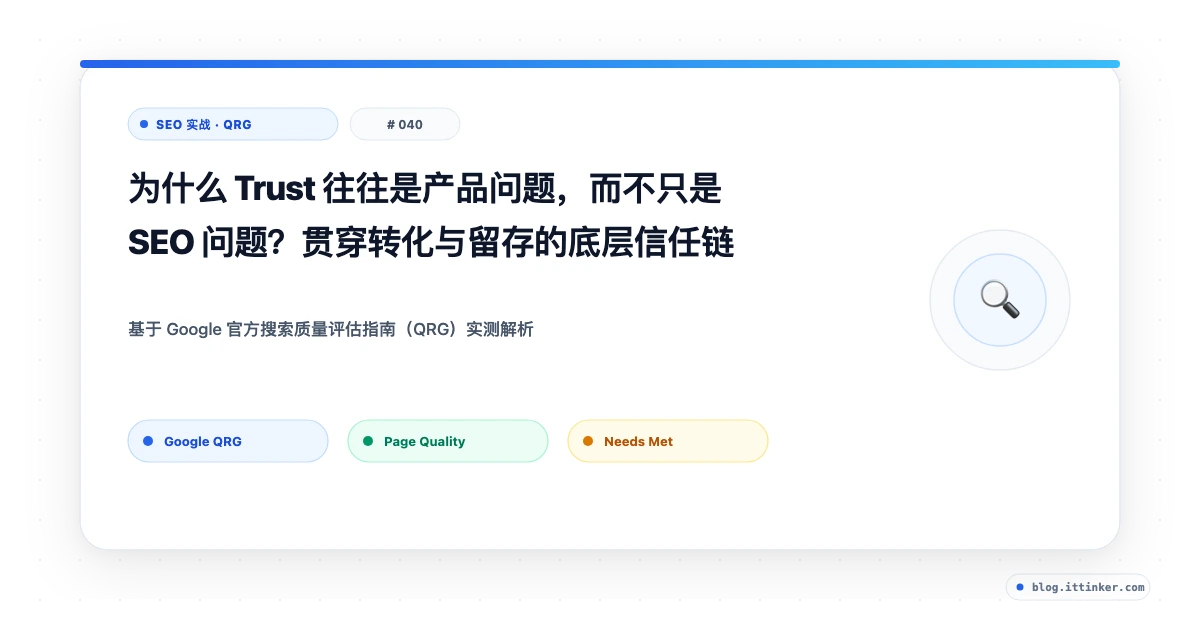 SEO 实战 · QRG
# 040
为什么 Trust 往往是产品问题，而不只是
SEO 问题？贯穿转化与留存的底层信任链
基于 Google 官方搜索质量评估指南（QRG）实测解析
Google QRG
Page Quality
Needs Met
blog.ittinker.com